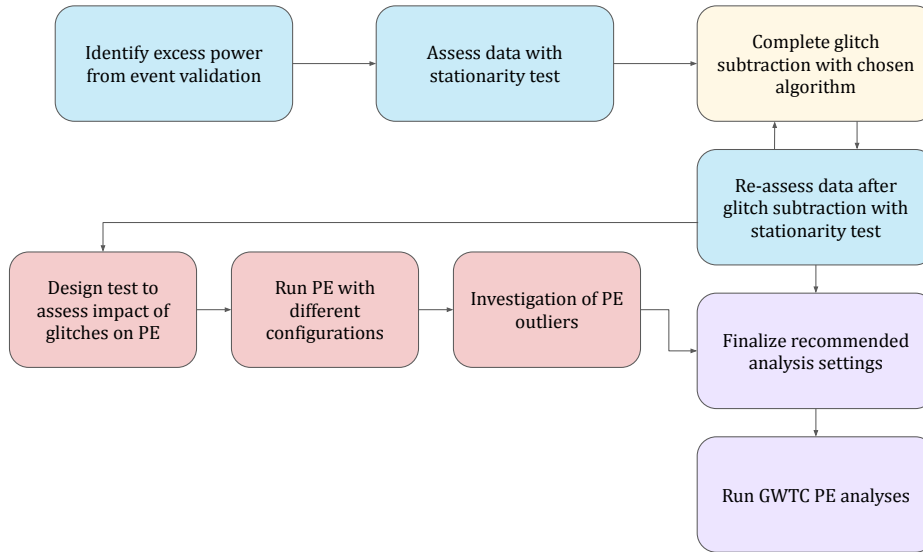 Identify excess power
from event validation
Assess data with
stationarity test
Complete glitch
subtraction with chosen
algorithm
Re-assess data after
glitch subtraction with
stationarity test
Design test to
assess impact of
glitches on PE
Run PE with
different
configurations
Investigation of PE
outliers
Finalize recommended
analysis settings
Run GWTC PE analyses